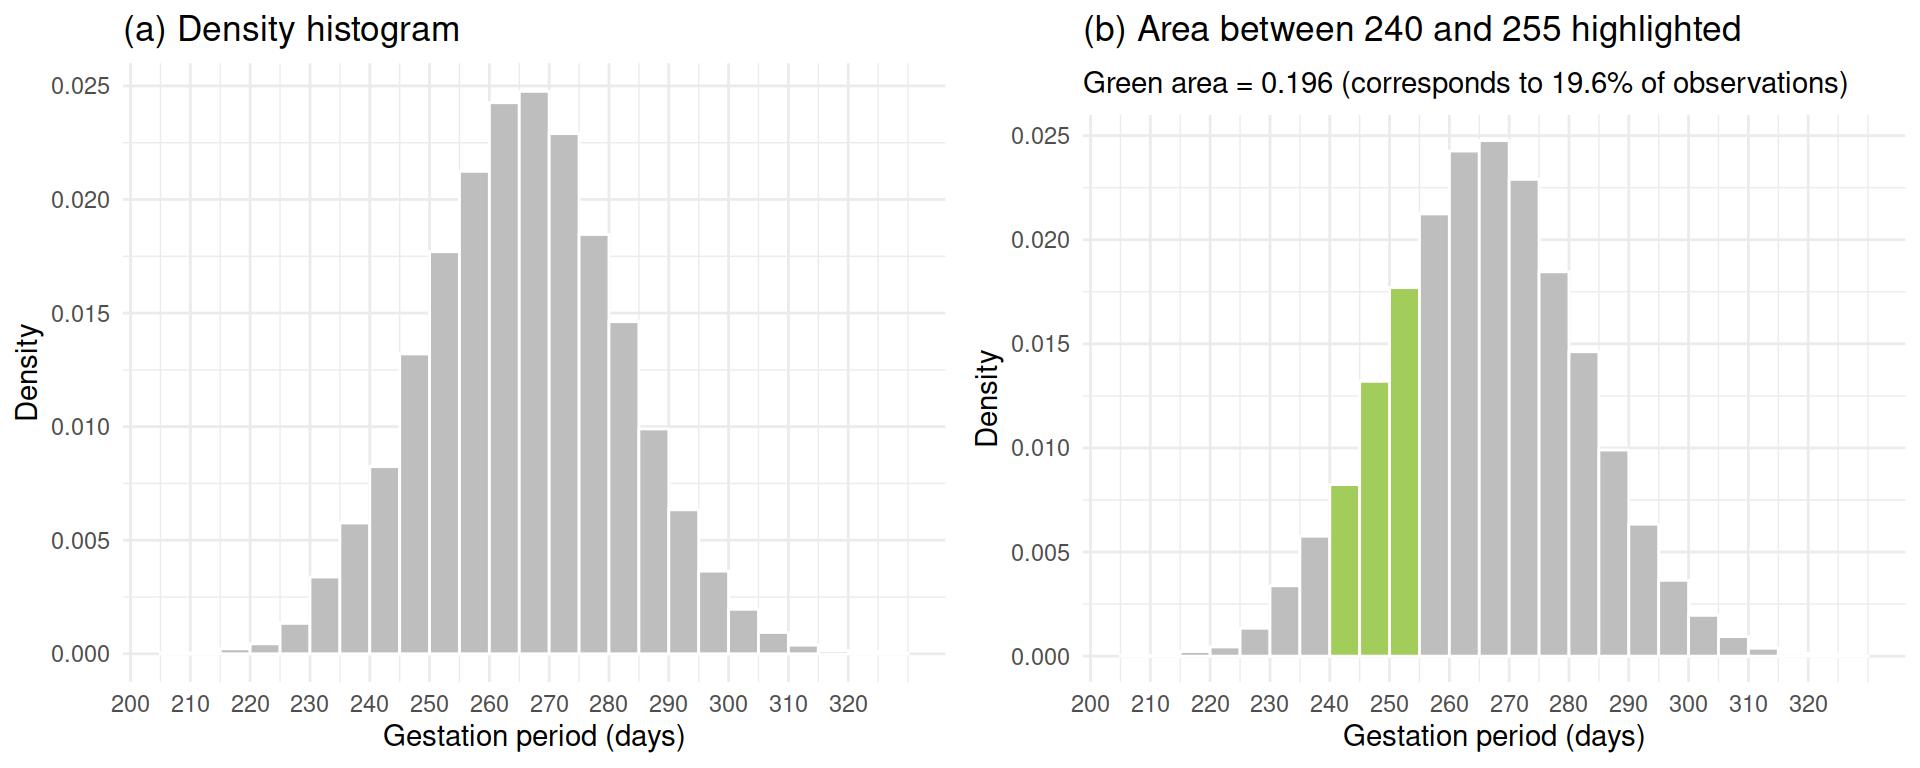 (a) Density histogram
0.025
0.020
0.015
0.010
0.005
0.000
Density
200 210 220 230 240 250 260 270 280 290 300 310 320
Gestation period (days)
(b) Area between 240 and 255 highlighted
Green area = 0.196 (corresponds to 19.6% of observations)
0.025
0.020
0.015
0.010
0.005
0.000
Density
200 210 220 230 240 250 260 270 280 290 300 310 320
Gestation period (days)